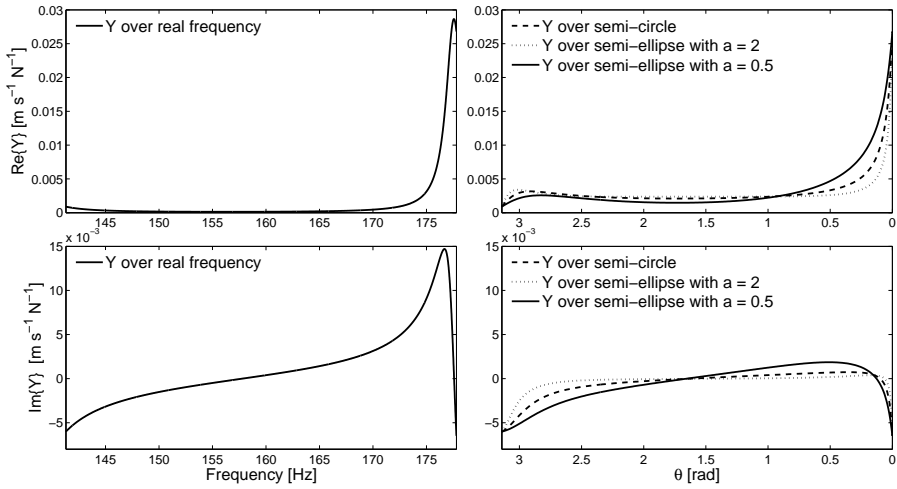 Y over real frequency
Re{Y} [m s⁻¹ N⁻¹]
0.03
0.025
0.02
0.015
0.01
0.005
0
145 150 155 160 165 170 175
Y over semi−circle
Y over semi−ellipse with a = 2
Y over semi−ellipse with a = 0.5
0.03
0.025
0.02
0.015
0.01
0.005
0
3 2.5 2 1.5 1 0.5 0
x 10⁻³
Y over real frequency
Im{Y} [m s⁻¹ N⁻¹]
15
10
5
0
−5
145 150 155 160 165 170 175
Frequency [Hz]
x 10⁻³
Y over semi−circle
Y over semi−ellipse with a = 2
Y over semi−ellipse with a = 0.5
15
10
5
0
−5
3 2.5 2 1.5 1 0.5 0
θ [rad]